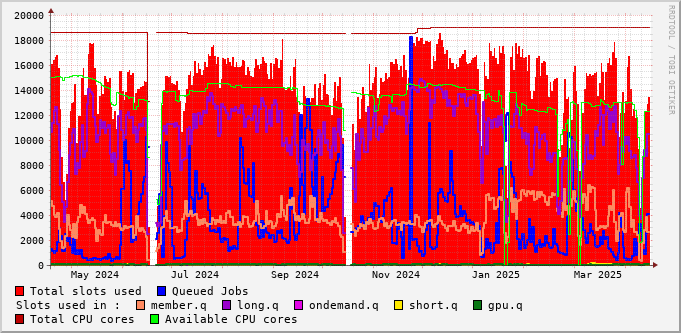 20000
18000
16000
14000
12000
10000
8000
6000
4000
2000
0
May 2024 Jul 2024 Sep 2024 Nov 2024 Jan 2025 Mar 2025
Total slots used Queued Jobs
Slots used in : member.q long.q ondemand.q short.q gpu.q
Total CPU cores Available CPU cores
RRDTOOL / TOBI OETIKER